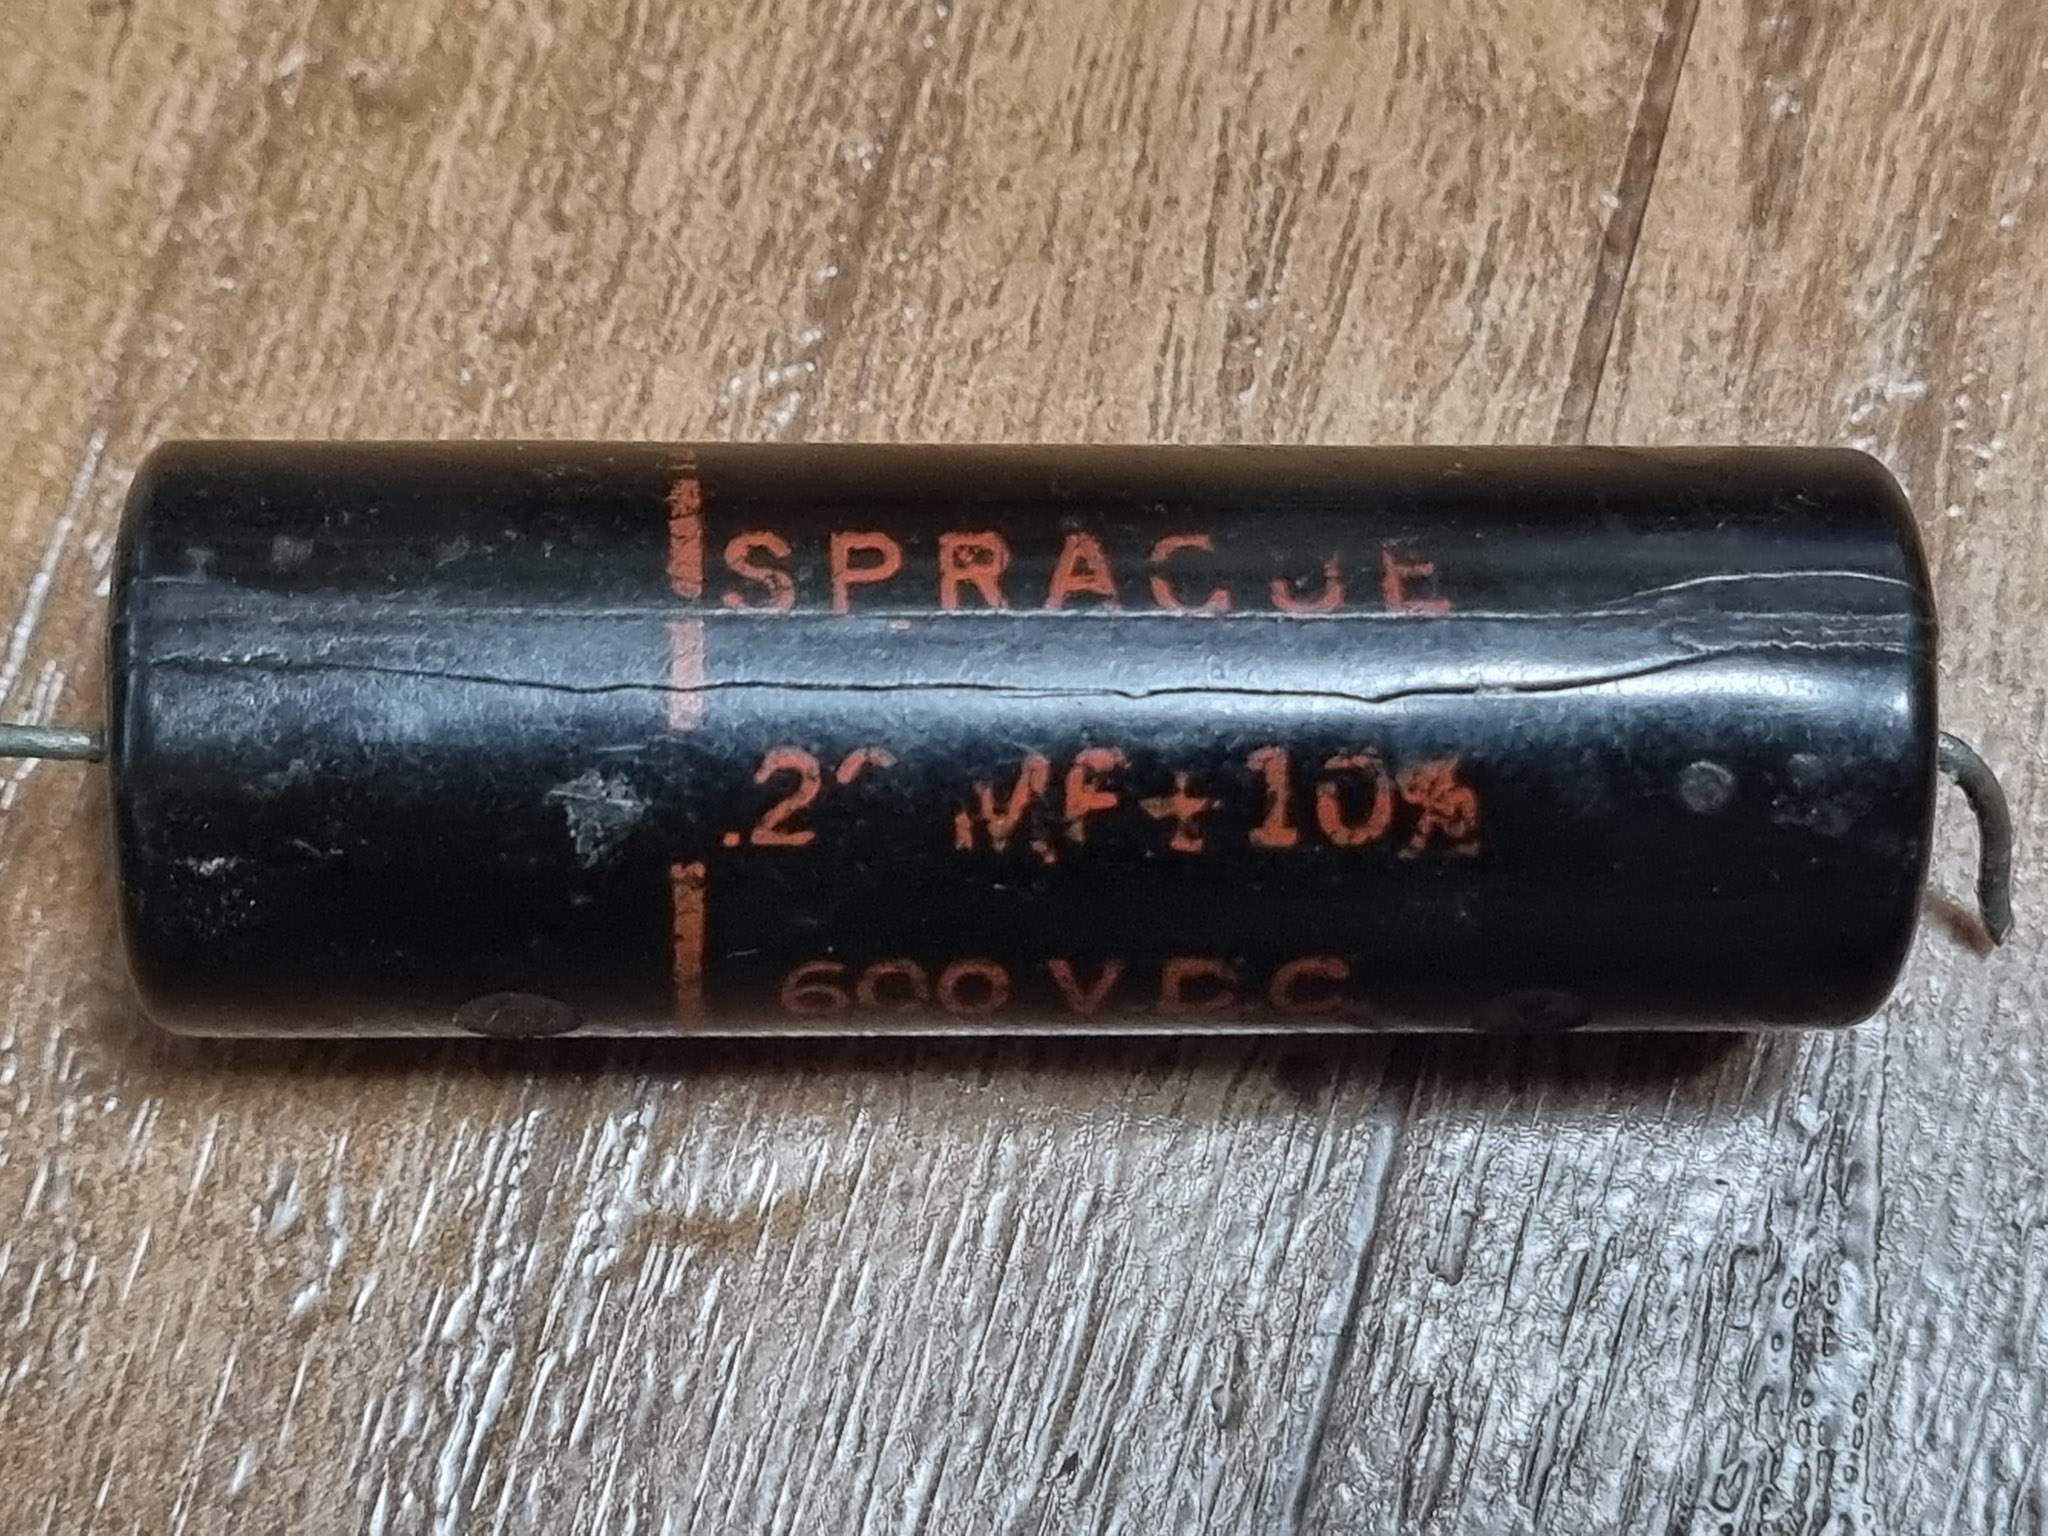 SPRAGUE
MF ± 10%
600 V D.C.